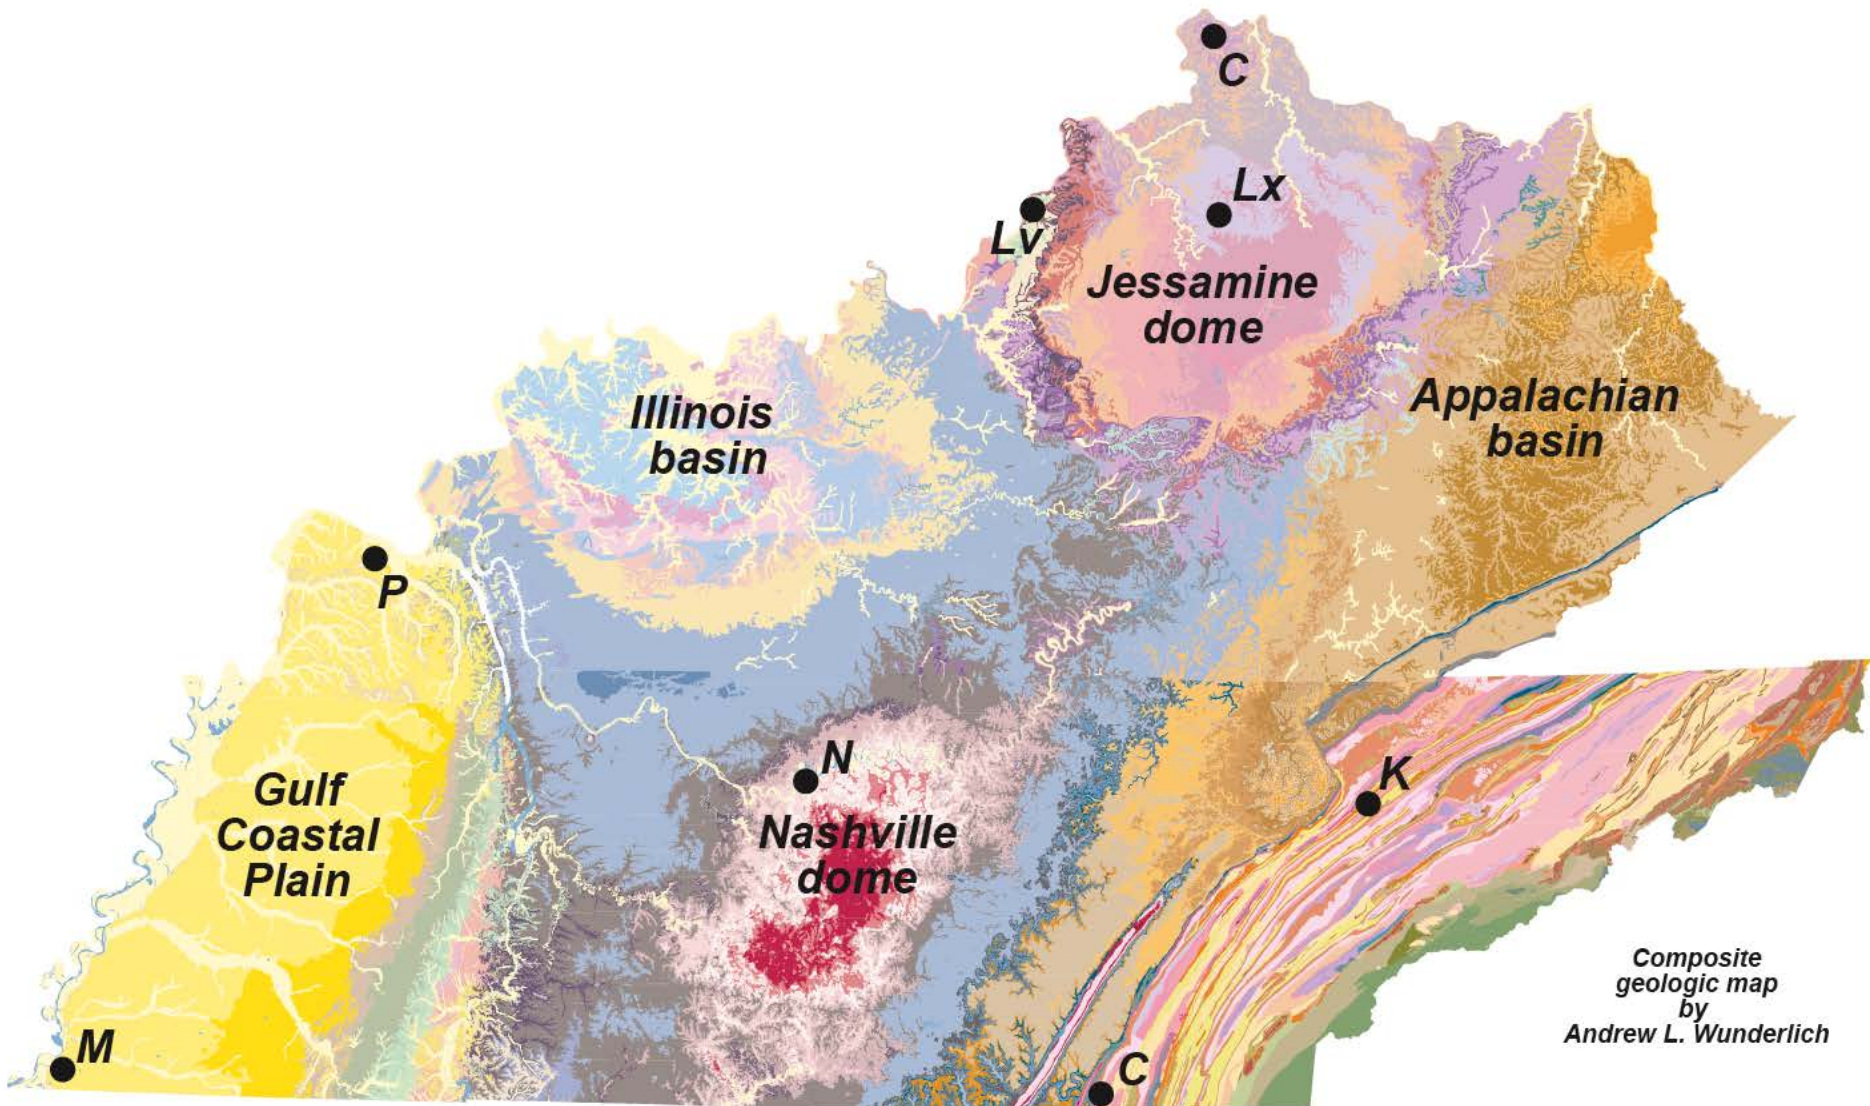 C
Lx
Lv
Jessamine
dome
Appalachian
basin
Illinois
basin
P
N
K
Gulf
Coastal
Plain
Nashville
dome
Composite
geologic map
by
Andrew L. Wunderlich
M
C